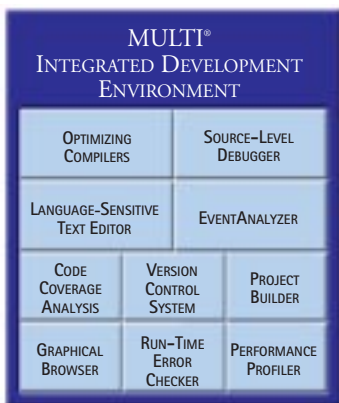 MULTI®
INTEGRATED DEVELOPMENT
ENVIRONMENT
OPTIMIZING
COMPILERS
SOURCE-LEVEL
DEBUGGER
LANGUAGE-SENSITIVE
TEXT EDITOR
EVENTANALYZER
CODE
COVERAGE
ANALYSIS
VERSION
CONTROL
SYSTEM
PROJECT
BUILDER
GRAPHICAL
BROWSER
RUN-TIME
ERROR
CHECKER
PERFORMANCE
PROFILER